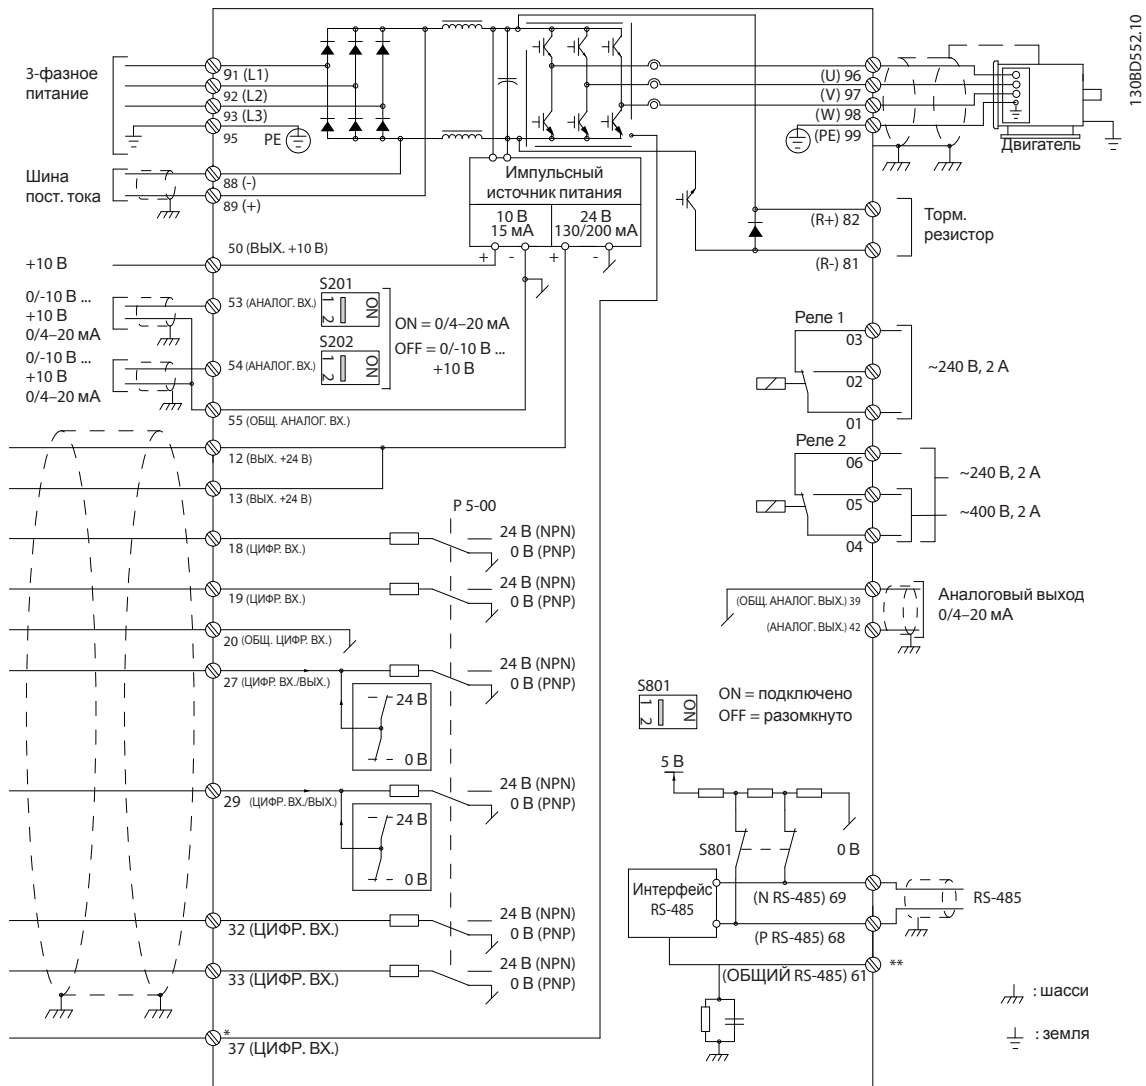 130BD552.10
3-фазное
питание
91 (L1)
92 (L2)
93 (L3)
95
PE
Шина
пост. тока
88 (-)
89 (+)
Импульсный
источник питания
10 В
15 мА
24 В
130/200 мА
+ - + -
(U) 96
(V) 97
(W) 98
(PE) 99
Двигатель
(R+) 82
(R-) 81
Торм.
резистор
+10 В
50 (ВЫХ. +10 В)
0/-10 В ...
+10 В
0/4–20 мА
53 (АНАЛОГ. ВХ.)
S201
1 2
ON
0/-10 В ...
+10 В
0/4–20 мА
54 (АНАЛОГ. ВХ.)
S202
1 2
ON
ON = 0/4–20 мА
OFF = 0/-10 В ...
+10 В
55 (ОБЩ. АНАЛОГ. ВХ.)
12 (ВЫХ. +24 В)
13 (ВЫХ. +24 В)
Реле 1
03
02
01
~240 В, 2 А
Реле 2
06
05
04
~240 В, 2 А
~400 В, 2 А
P 5-00
18 (ЦИФР. ВХ.)
24 В (NPN)
0 В (PNP)
19 (ЦИФР. ВХ.)
24 В (NPN)
0 В (PNP)
20 (ОБЩ. ЦИФР. ВХ.)
27 (ЦИФР. ВХ./ВЫХ.)
24 В (NPN)
0 В (PNP)
24 В
0 В
29 (ЦИФР. ВХ./ВЫХ.)
24 В (NPN)
0 В (PNP)
24 В
0 В
32 (ЦИФР. ВХ.)
24 В (NPN)
0 В (PNP)
33 (ЦИФР. ВХ.)
24 В (NPN)
0 В (PNP)
*
37 (ЦИФР. ВХ.)
(ОБЩ. АНАЛОГ. ВЫХ.) 39
(АНАЛОГ. ВЫХ.) 42
Аналоговый выход
0/4–20 мА
S801
1 2
ON
ON = подключено
OFF = разомкнуто
5 В
S801
0 В
Интерфейс
RS-485
(N RS-485) 69
(P RS-485) 68
RS-485
(ОБЩИЙ RS-485) 61
**
: шасси
: земля